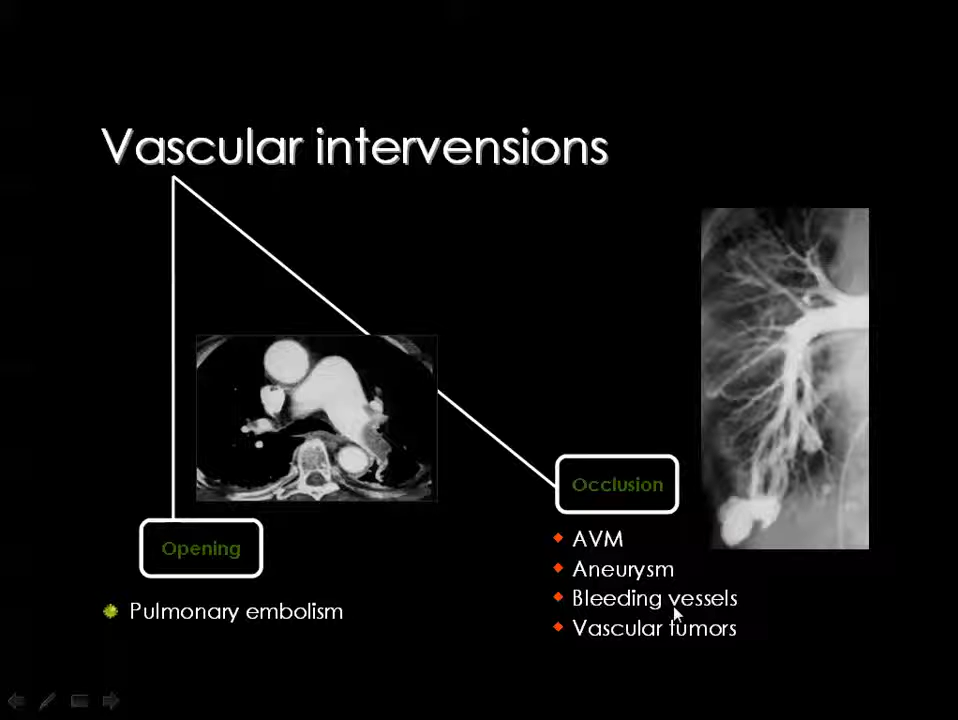 Vascular intervensions
Opening
Pulmonary embolism
Occlusion
AVM
Aneurysm
Bleeding vessels
Vascular tumors